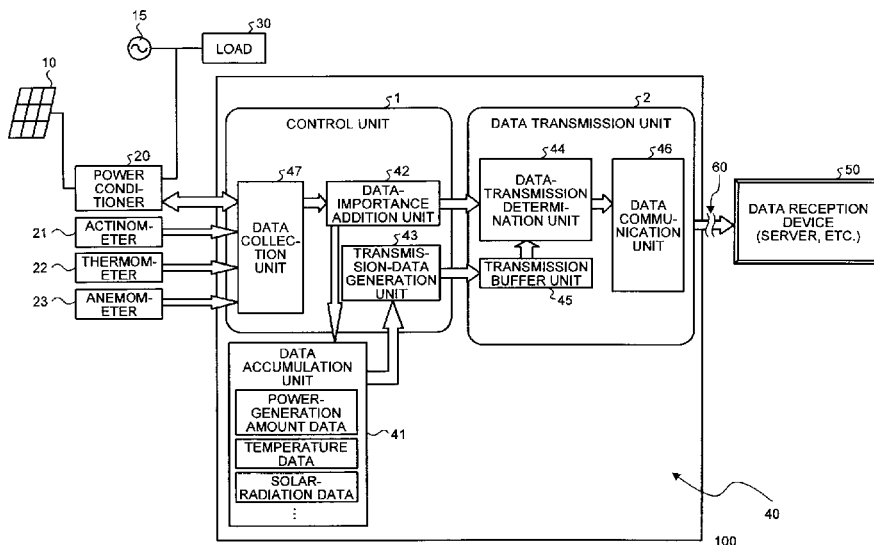 15
30
LOAD
10
20
POWER
CONDI-
TIONER
21
ACTINOM-
ETER
22
THERMOM-
ETER
23
ANEMOM-
ETER
1
CONTROL UNIT
47
DATA
COLLEC-
TION
UNIT
42
DATA-
IMPORTANCE
ADDITION UNIT
43
TRANSMIS-
SION-DATA
GENERATION
UNIT
DATA
ACCUMULATION
UNIT
POWER-
GENERATION
AMOUNT DATA
TEMPERATURE
DATA
SOLAR-
RADIATION DATA
⋮
41
2
DATA TRANSMISSION UNIT
44
DATA-
TRANSMISSION
DETERMI-
NATION UNIT
TRANSMISSION
BUFFER UNIT
45
46
DATA
COMMU-
NICATION
UNIT
60
50
DATA RECEPTION
DEVICE
(SERVER, ETC.)
40
100